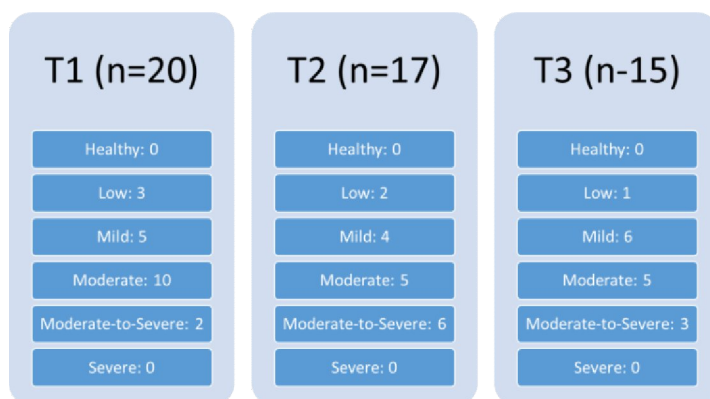 T1 (n=20)
Healthy: 0
Low: 3
Mild: 5
Moderate: 10
Moderate-to-Severe: 2
Severe: 0
T2 (n=17)
Healthy: 0
Low: 2
Mild: 4
Moderate: 5
Moderate-to-Severe: 6
Severe: 0
T3 (n-15)
Healthy: 0
Low: 1
Mild: 6
Moderate: 5
Moderate-to-Severe: 3
Severe: 0